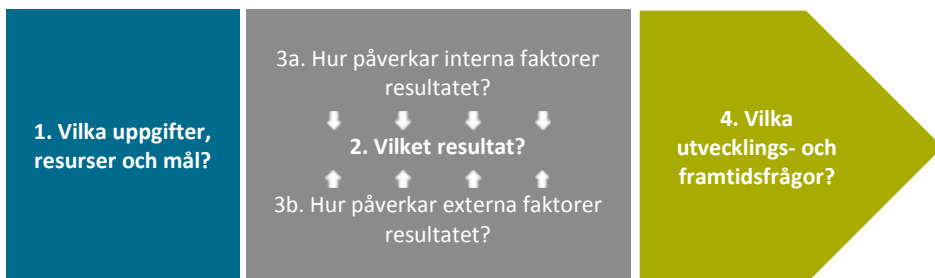 1. Vilka uppgifter,
resurser och mål?
3a. Hur påverkar interna faktorer
resultatet?
2. Vilket resultat?
3b. Hur påverkar externa faktorer
resultatet?
4. Vilka
utvecklings- och
framtidsfrågor?